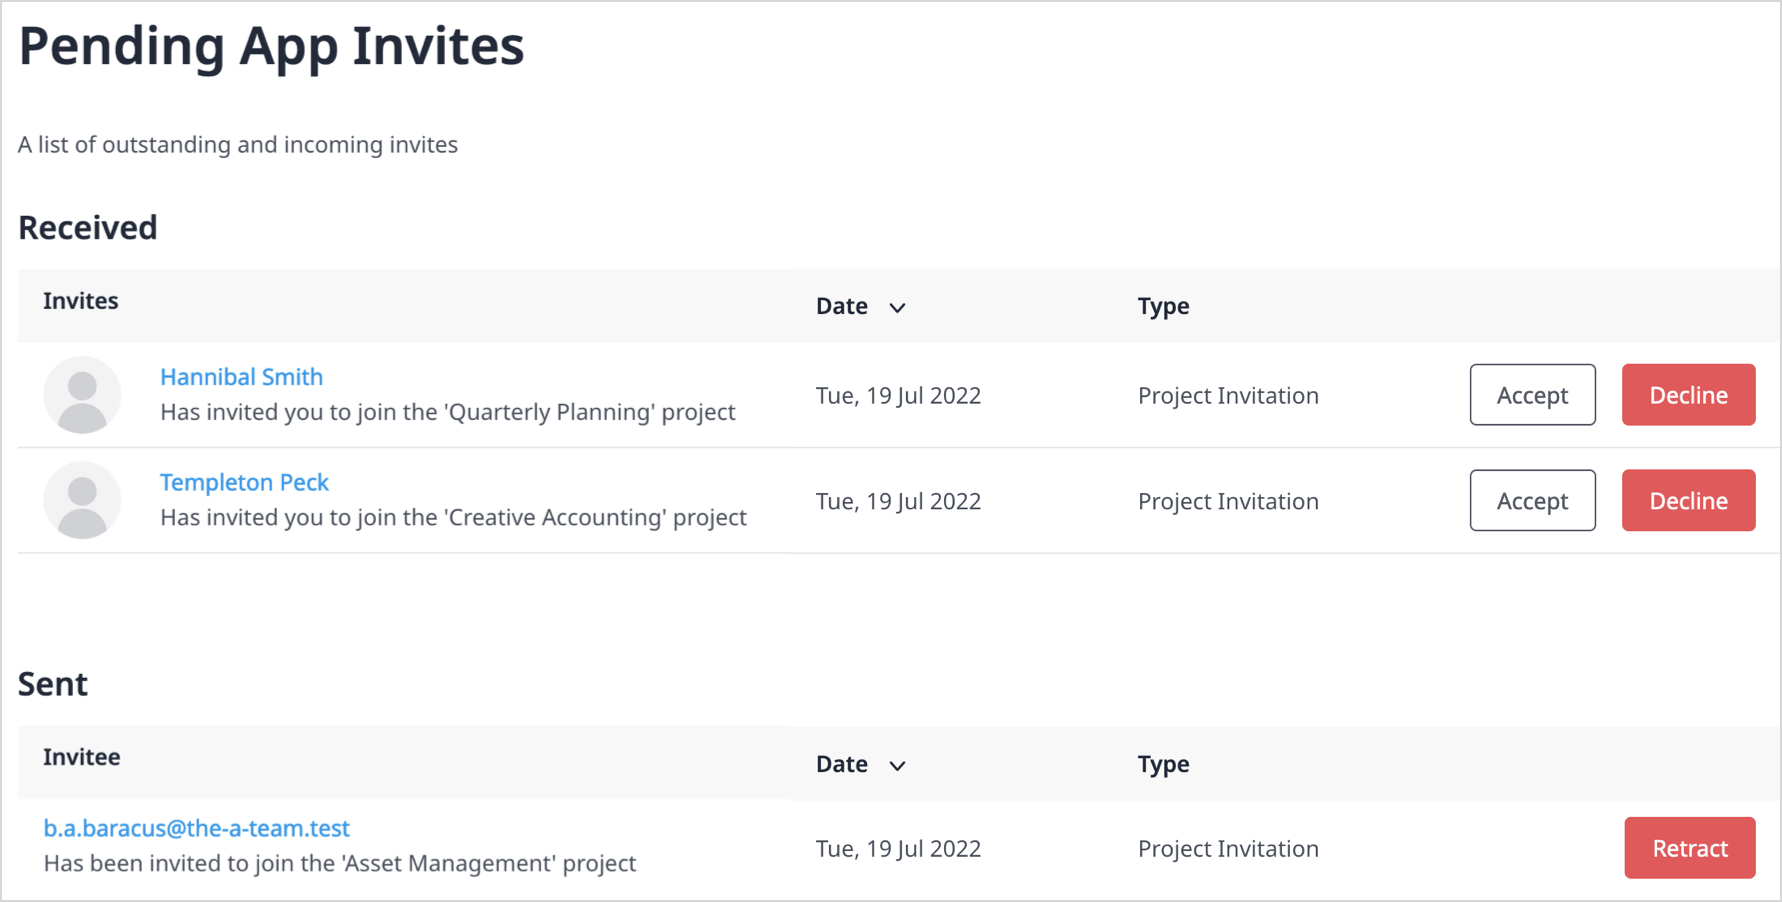 Pending App Invites
A list of outstanding and incoming invites
Received
Invites Date Type
Hannibal Smith
Has invited you to join the 'Quarterly Planning' project
Tue, 19 Jul 2022 Project Invitation Accept Decline
Templeton Peck
Has invited you to join the 'Creative Accounting' project
Tue, 19 Jul 2022 Project Invitation Accept Decline
Sent
Invitee Date Type
b.a.baracus@the-a-team.test
Has been invited to join the 'Asset Management' project
Tue, 19 Jul 2022 Project Invitation Retract